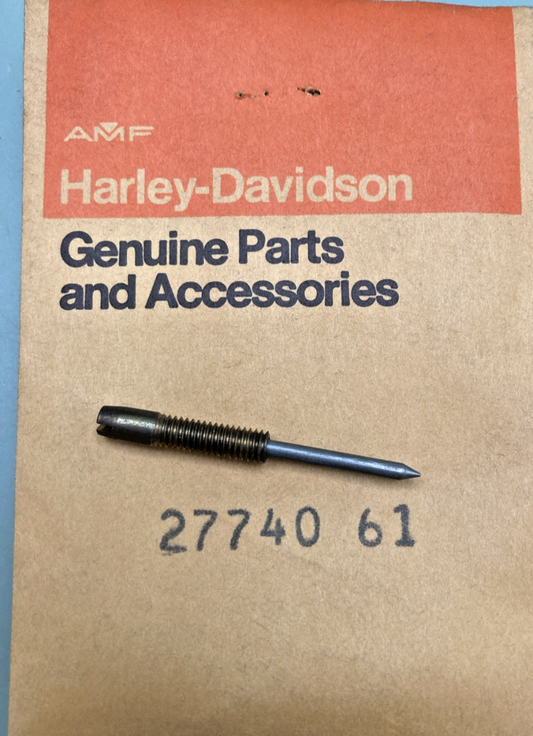 AMF
Harley-Davidson
Genuine Parts
and Accessories
27740 61